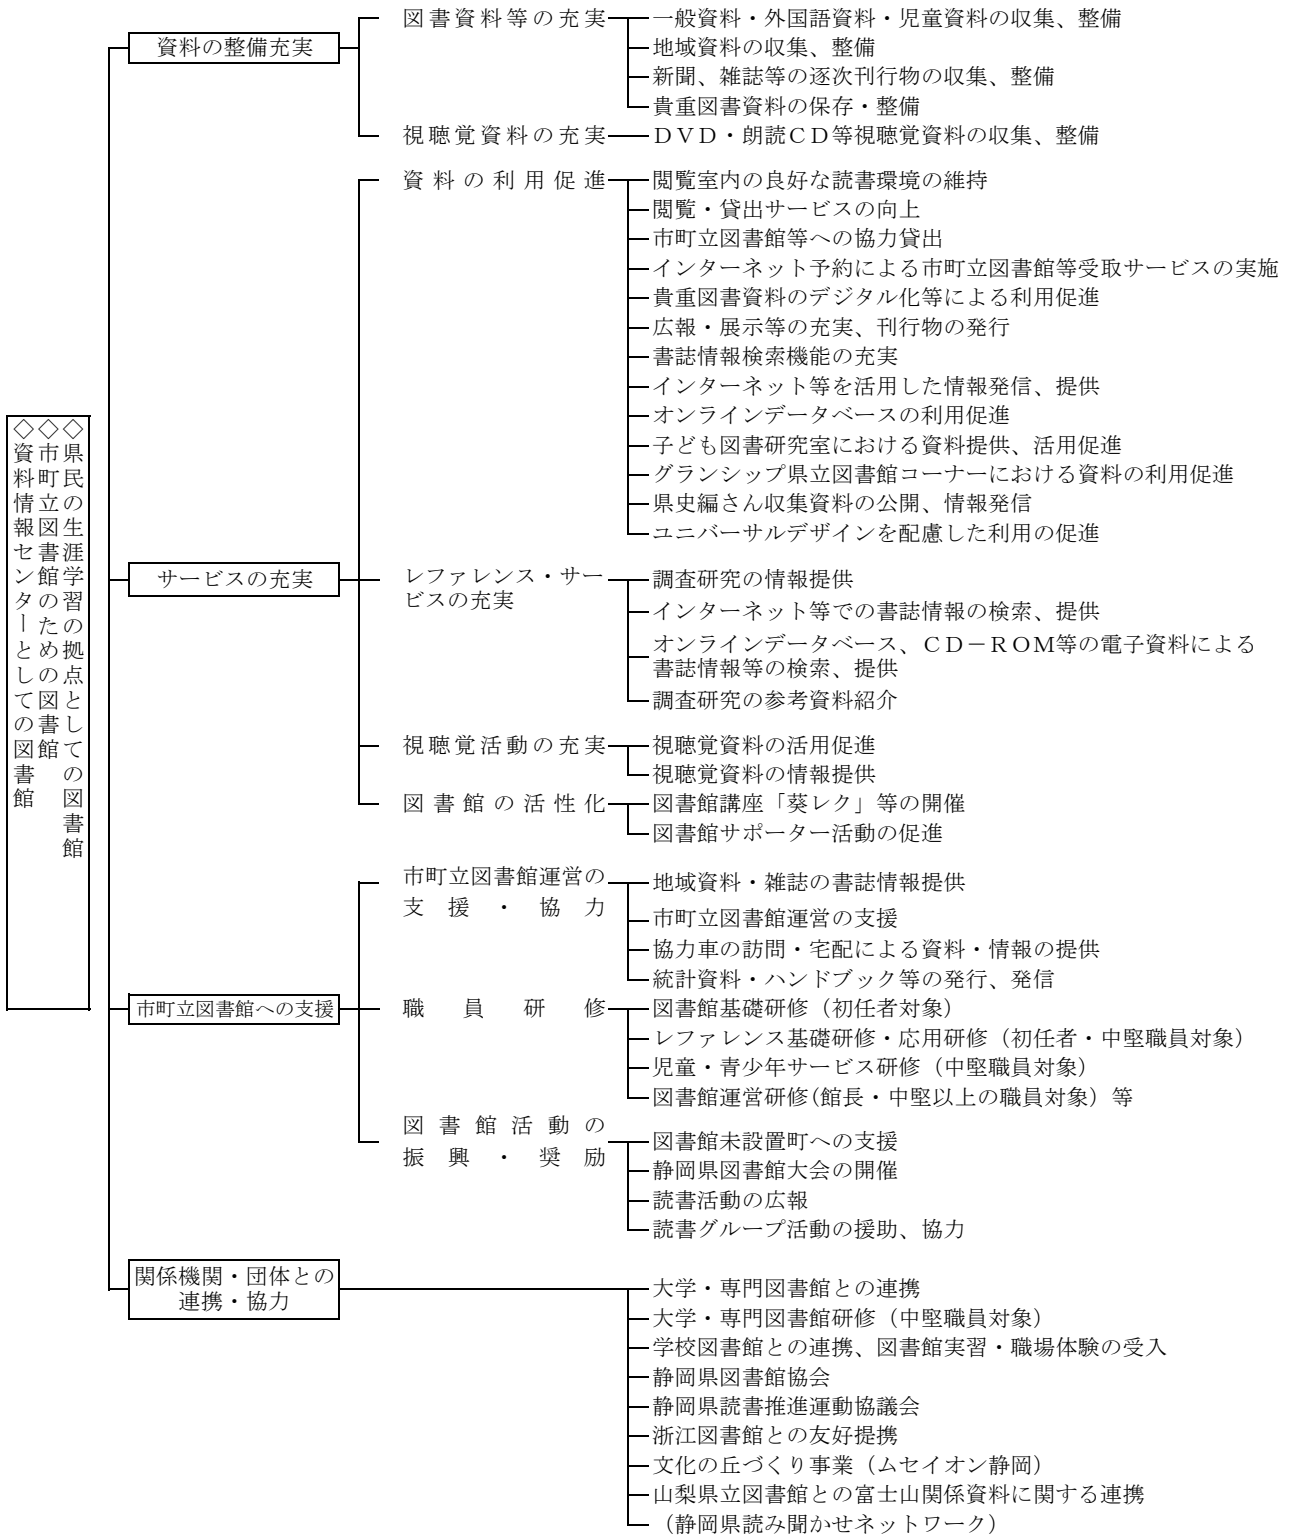 ◇県民の生涯学習の拠点としての図書館
◇市町立図書館のための図書館
◇資料情報センターとしての図書館
資料の整備充実
図書資料等の充実
一般資料・外国語資料・児童資料の収集、整備
地域資料の収集、整備
新聞、雑誌等の逐次刊行物の収集、整備
貴重図書資料の保存・整備
視聴覚資料の充実
ＤＶＤ・朗読ＣＤ等視聴覚資料の収集、整備
サービスの充実
資料の利用促進
閲覧室内の良好な読書環境の維持
閲覧・貸出サービスの向上
市町立図書館等への協力貸出
インターネット予約による市町立図書館等受取サービスの実施
貴重図書資料のデジタル化等による利用促進
広報・展示等の充実、刊行物の発行
書誌情報検索機能の充実
インターネット等を活用した情報発信、提供
オンラインデータベースの利用促進
子ども図書研究室における資料提供、活用促進
グランシップ県立図書館コーナーにおける資料の利用促進
県史編さん収集資料の公開、情報発信
ユニバーサルデザインを配慮した利用の促進
レファレンス・サー
ビスの充実
調査研究の情報提供
インターネット等での書誌情報の検索、提供
オンラインデータベース、ＣＤ－ＲＯＭ等の電子資料による
書誌情報等の検索、提供
調査研究の参考資料紹介
視聴覚活動の充実
視聴覚資料の活用促進
視聴覚資料の情報提供
図書館の活性化
図書館講座「葵レク」等の開催
図書館サポーター活動の促進
市町立図書館への支援
市町立図書館運営の
支援・協力
地域資料・雑誌の書誌情報提供
市町立図書館運営の支援
協力車の訪問・宅配による資料・情報の提供
統計資料・ハンドブック等の発行、発信
職員研修
図書館基礎研修（初任者対象）
レファレンス基礎研修・応用研修（初任者・中堅職員対象）
児童・青少年サービス研修（中堅職員対象）
図書館運営研修(館長・中堅以上の職員対象）等
図書館活動の
振興・奨励
図書館未設置町への支援
静岡県図書館大会の開催
読書活動の広報
読書グループ活動の援助、協力
関係機関・団体との
連携・協力
大学・専門図書館との連携
大学・専門図書館研修（中堅職員対象）
学校図書館との連携、図書館実習・職場体験の受入
静岡県図書館協会
静岡県読書推進運動協議会
浙江図書館との友好提携
文化の丘づくり事業（ムセイオン静岡）
山梨県立図書館との富士山関係資料に関する連携
（静岡県読み聞かせネットワーク）